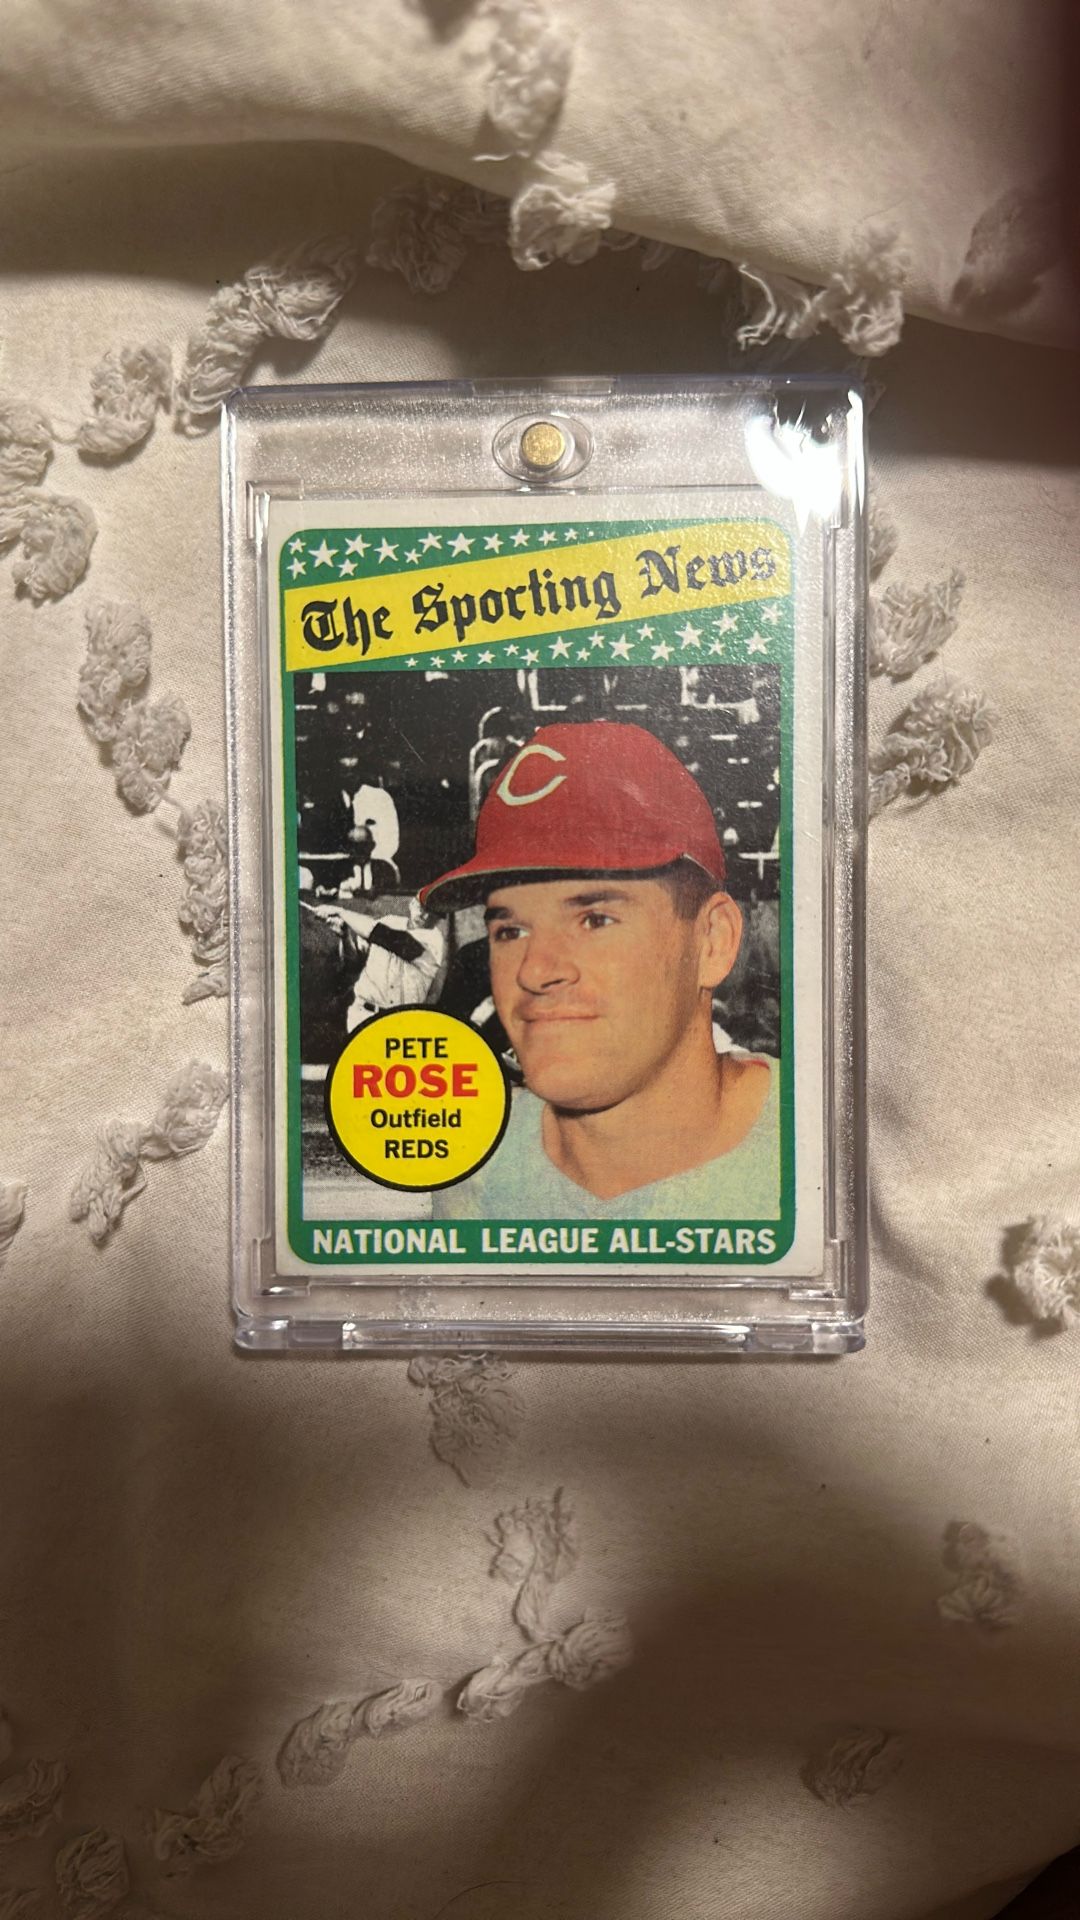 The Sporting News
C
PETE
ROSE
Outfield
REDS
NATIONAL LEAGUE ALL-STARS